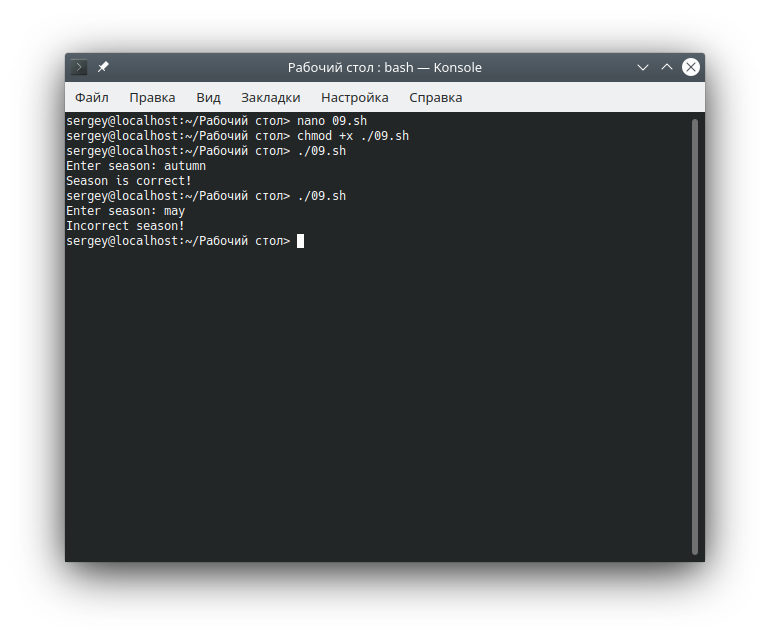 Рабочий стол : bash — Konsole
Файл Правка Вид Закладки Настройка Справка
sergey@localhost:~/Рабочий стол> nano 09.sh
sergey@localhost:~/Рабочий стол> chmod +x ./09.sh
sergey@localhost:~/Рабочий стол> ./09.sh
Enter season: autumn
Season is correct!
sergey@localhost:~/Рабочий стол> ./09.sh
Enter season: may
Incorrect season!
sergey@localhost:~/Рабочий стол>